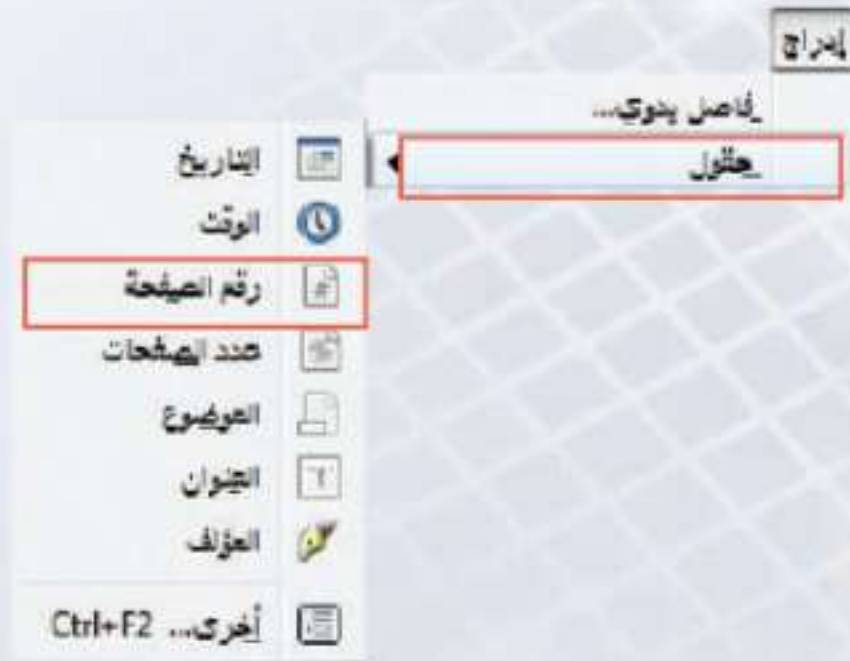 إدراج
فاصل يدوي...
حقول
التاريخ
الوقت
رقم الصفحة
عدد الصفحات
الموضوع
العنوان
المؤلف
أخرى... Ctrl+F2